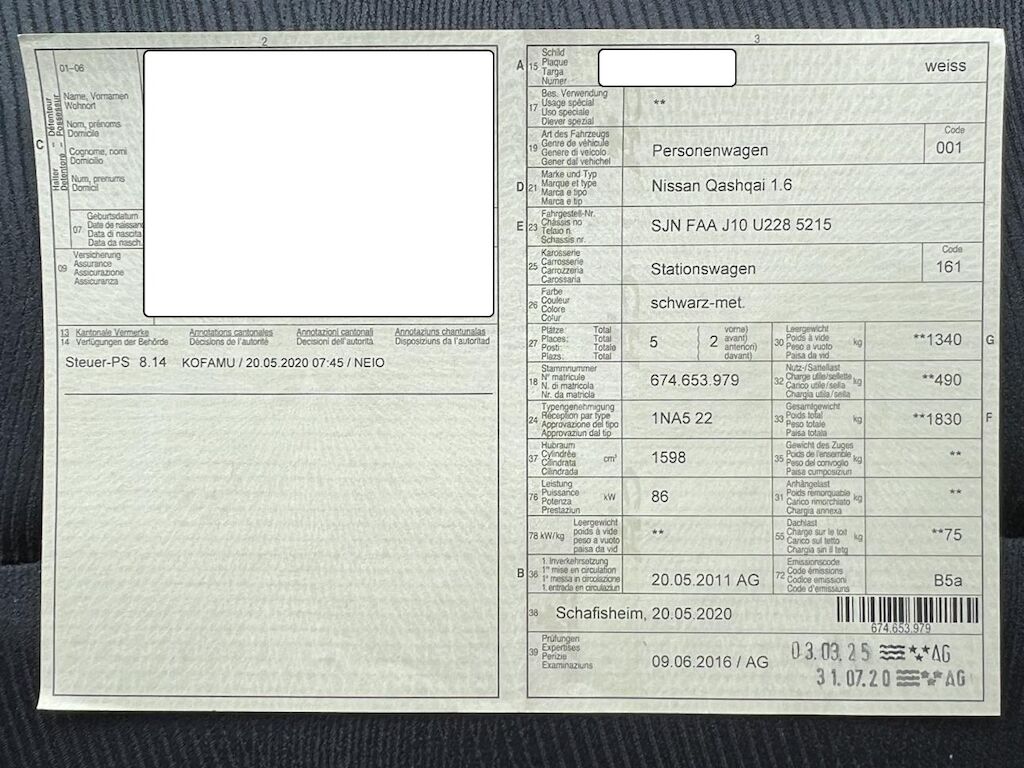 2
C
Halter – Détenteur
Detentore – Possessur
01–06
Name, Vornamen
Wohnort
Nom, prénoms
Domicile
Cognome, nomi
Domicilio
Num, prenums
Domicil
07
Geburtsdatum
Data di nascita
Data da nasch.
09
Versicherung
Assurance
Assicurazione
Assicuranza
13 Kantonale Vermerke Annotations cantonales Annotazioni cantonali Annotaziuns chantunalas
14 Verfügungen der Behörde Décisions de l'autorité Decisioni dell'autorità Disposiziuns da l'autoritad
Steuer-PS 8.14 KOFAMU / 20.05.2020 07:45 / NEIO
3
A 15
Schild
Plaque
Targa
Numer
weiss
17
Bes. Verwendung
Usage spécial
Uso speciale
Diever spezial
**
19
Art des Fahrzeugs
Genre de véhicule
Genere di veicolo
Gener dal vehichel
Personenwagen
Code
001
D 21
Marke und Typ
Marque et type
Marca e tipo
Marca e tip
Nissan Qashqai 1.6
E 23
Fahrgestell-Nr.
Châssis no
Telaio n.
Schassis nr.
SJN FAA J10 U228 5215
25
Karosserie
Carrosserie
Carrozzeria
Carossaria
Stationswagen
Code
161
26
Farbe
Couleur
Colore
Colur
schwarz-met.
27
Plätze: Total
Places: Total
Posti: Totale
Plazs: Total
5
2
vorne)
avant)
anteriori)
davant)
30
Leergewicht
Poids à vide
Peso a vuoto
Paisa da vid
kg
**1340
G
18
Stammnummer
N° matricule
N. di matricola
Nr. da matricla
674.653.979
32
Nutz-/Sattellast
Charge utile/sellette
Carico utile/sella
Chargia utila/sella
kg
**490
24
Typengenehmigung
Réception par type
Approvazione del tipo
Approvaziun dal tip
1NA5 22
33
Gesamtgewicht
Poids total
Peso totale
Paisa totala
kg
**1830
F
37
Hubraum
Cylindrée
Cilindrata
Cilindrada
cm³
1598
35
Gewicht des Zuges
Poids de l'ensemble
Peso del convoglio
Paisa cumposiziun
kg
**
76
Leistung
Puissance
Potenza
Prestaziun
kW
86
31
Anhängelast
Poids remorquable
Carico rimorchiato
Chargia annexa
kg
**
78 kW/kg
Leergewicht
poids à vide
peso a vuoto
paisa da vid
**
55
Dachlast
Charge sur le toit
Carico sul tetto
Chargia sin il tetg
kg
**75
B 36
1. Inverkehrsetzung
1re mise en circulation
1a messa in circolazione
1. entrada en circulaziun
20.05.2011 AG
72
Emissionscode
Code émissions
Codice emissioni
Code d'emissiuns
B5a
38
Schafisheim, 20.05.2020
674.653.979
39
Prüfungen
Expertises
Perizie
Examinaziuns
09.06.2016 / AG
03.03.25 AG
31.07.20 AG